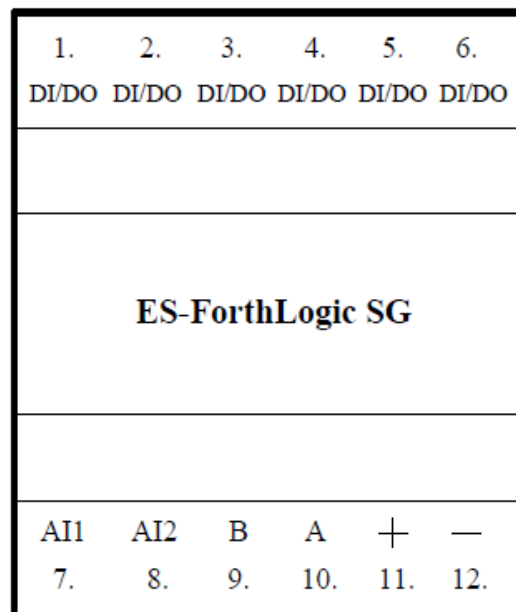 1. 2. 3. 4. 5. 6.
DI/DO DI/DO DI/DO DI/DO DI/DO DI/DO
ES-ForthLogic SG
AI1 AI2 B A + —
7. 8. 9. 10. 11. 12.